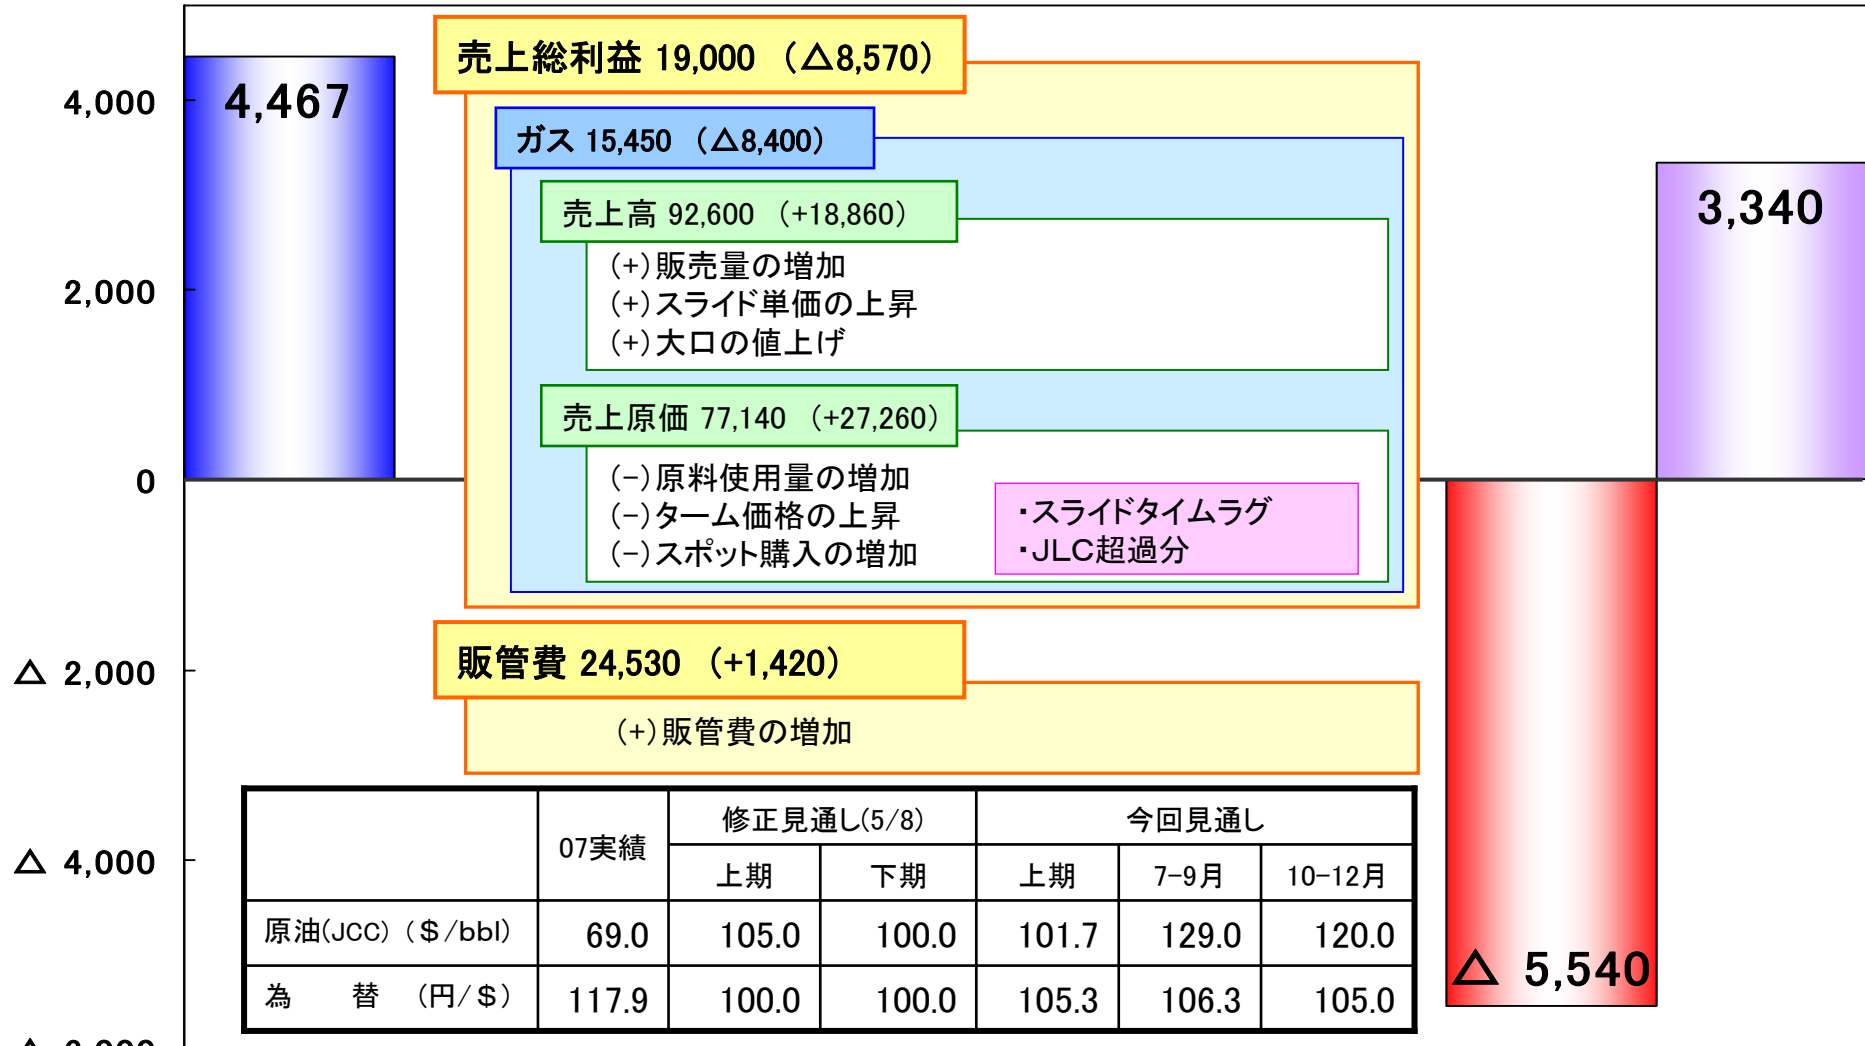 4,000
2,000
0
△ 2,000
△ 4,000
4,467
売上総利益 19,000 （△8,570）
ガス 15,450 （△8,400）
売上高 92,600 （+18,860）
(+)販売量の増加
(+)スライド単価の上昇
(+)大口の値上げ
売上原価 77,140 （+27,260）
(-)原料使用量の増加
(-)ターム価格の上昇
(-)スポット購入の増加
・スライドタイムラグ
・JLC超過分
販管費 24,530 （+1,420）
(+)販管費の増加
07実績 修正見通し(5/8) 今回見通し
上期 下期 上期 7-9月 10-12月
原油(JCC)（＄/bbl） 69.0 105.0 100.0 101.7 129.0 120.0
為　替　（円/＄） 117.9 100.0 100.0 105.3 106.3 105.0
△ 5,540
3,340